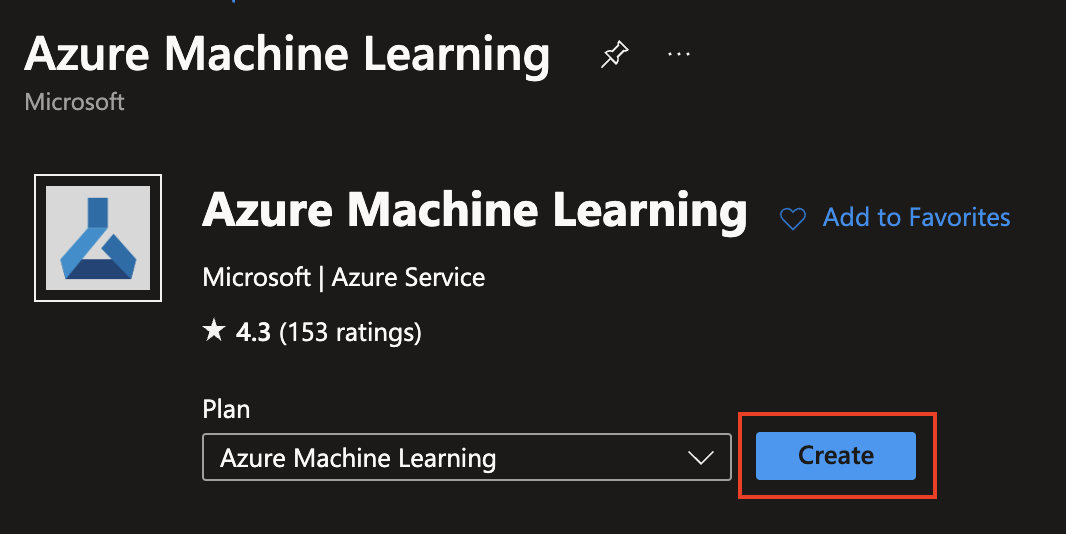 Azure Machine Learning
Microsoft
Azure Machine Learning
Add to Favorites
Microsoft | Azure Service
★ 4.3 (153 ratings)
Plan
Azure Machine Learning
Create